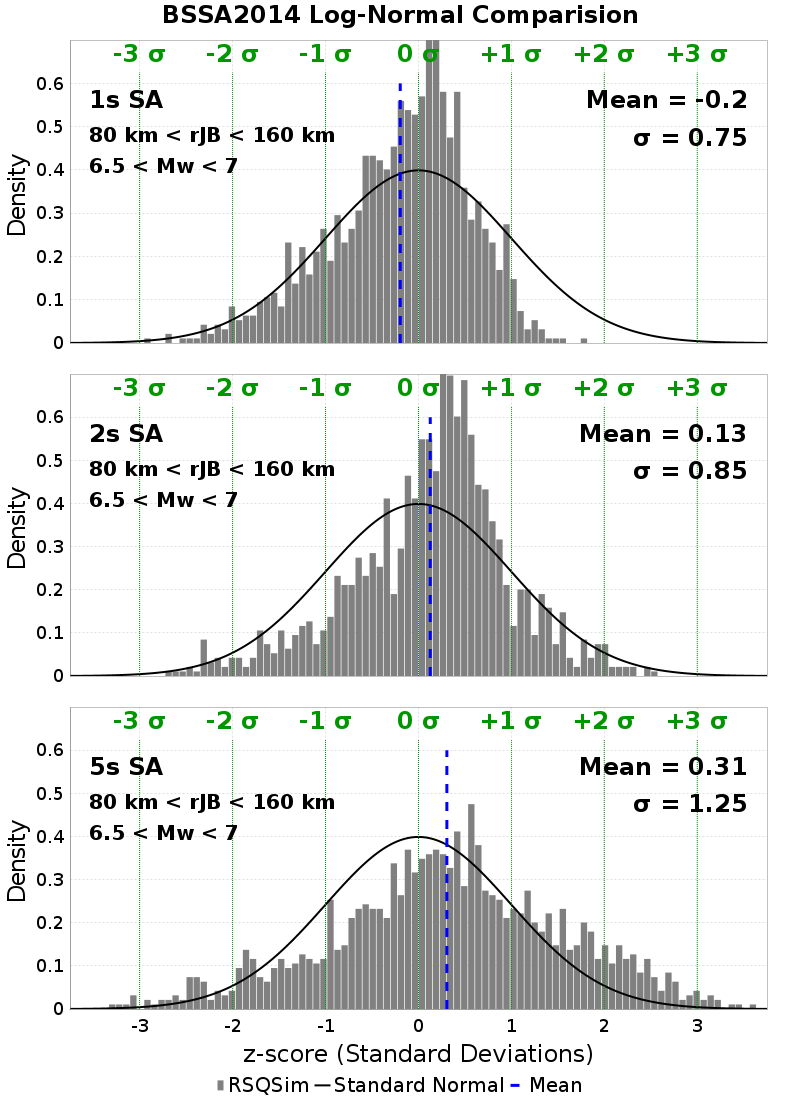 BSSA2014 Log-Normal Comparision
-3 σ -2 σ -1 σ 0 σ +1 σ +2 σ +3 σ
1s SA
Mean = -0.2
80 km < rJB < 160 km
σ = 0.75
6.5 < Mw < 7
Density
0.6
0.5
0.4
0.3
0.2
0.1
0
-3 σ -2 σ -1 σ 0 σ +1 σ +2 σ +3 σ
2s SA
Mean = 0.13
80 km < rJB < 160 km
σ = 0.85
6.5 < Mw < 7
Density
0.6
0.5
0.4
0.3
0.2
0.1
0
-3 σ -2 σ -1 σ 0 σ +1 σ +2 σ +3 σ
5s SA
Mean = 0.31
80 km < rJB < 160 km
σ = 1.25
6.5 < Mw < 7
Density
0.6
0.5
0.4
0.3
0.2
0.1
0
-3 -2 -1 0 1 2 3
z-score (Standard Deviations)
RSQSim Standard Normal Mean